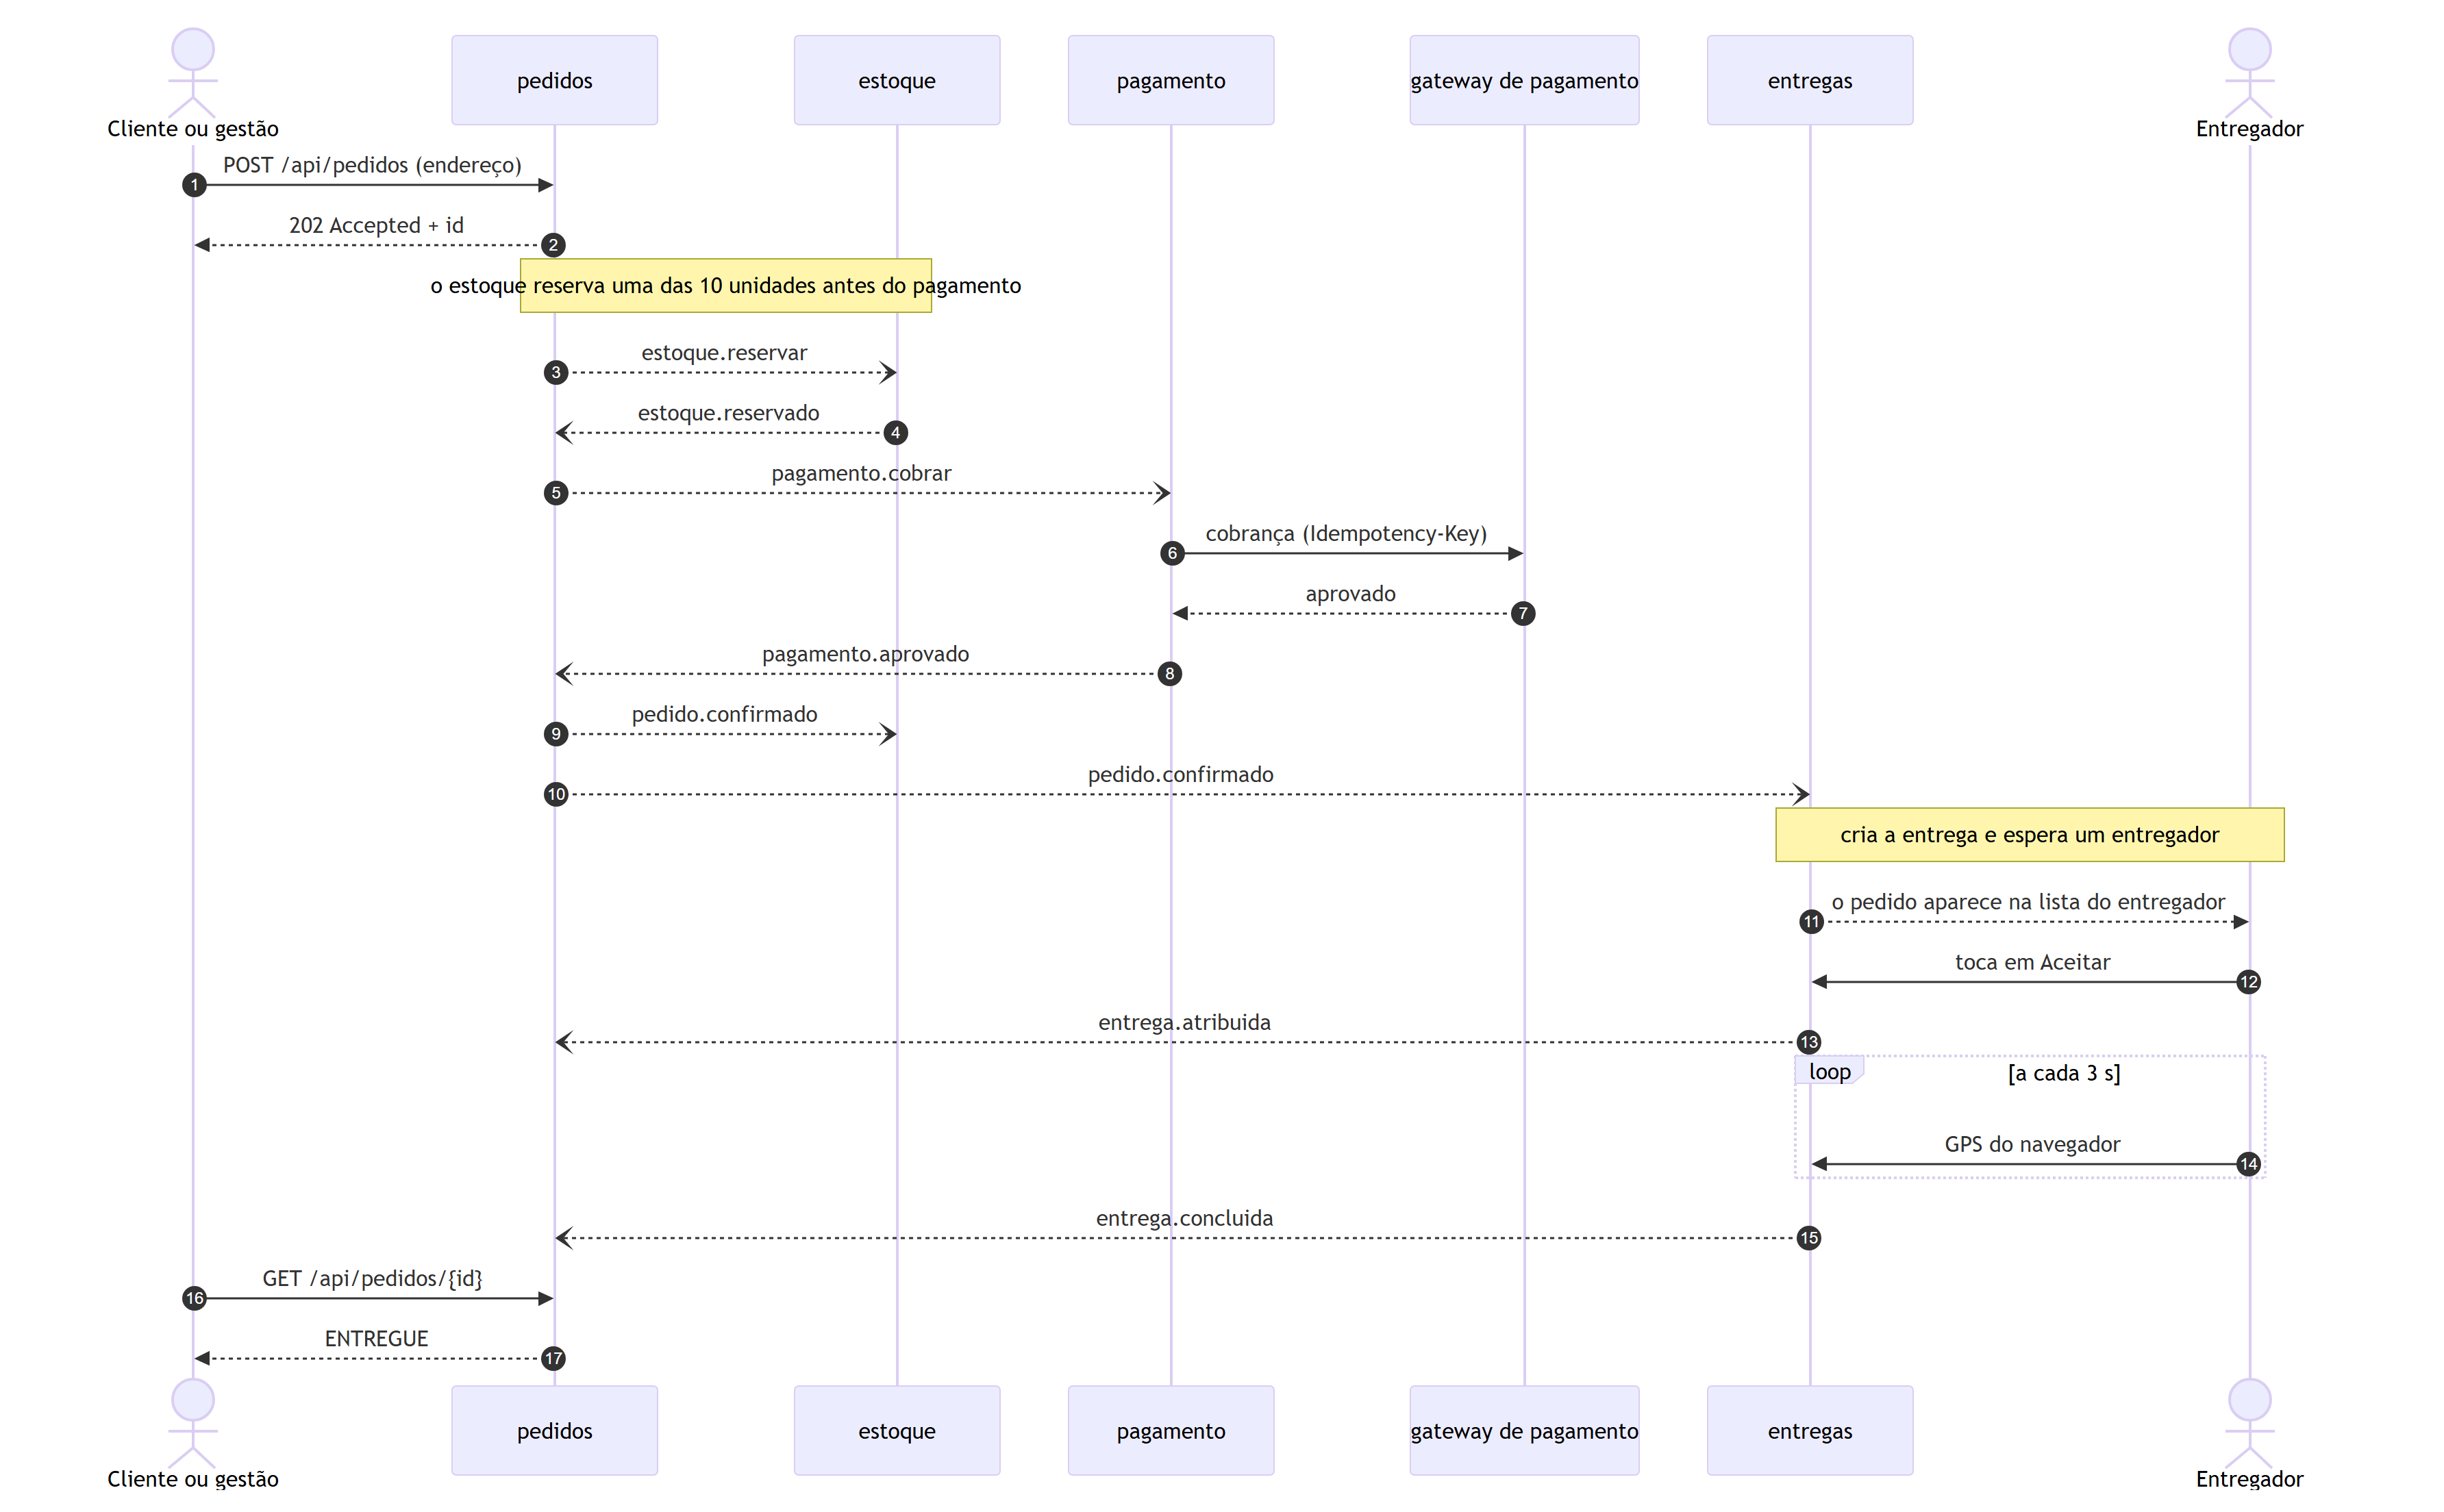 Cliente ou gestão
pedidos
estoque
pagamento
gateway de pagamento
entregas
Entregador
POST /api/pedidos (endereço)
1
202 Accepted + id
2
o estoque reserva uma das 10 unidades antes do pagamento
estoque.reservar
3
estoque.reservado
4
pagamento.cobrar
5
cobrança (Idempotency-Key)
6
aprovado
7
pagamento.aprovado
8
pedido.confirmado
9
pedido.confirmado
10
cria a entrega e espera um entregador
o pedido aparece na lista do entregador
11
toca em Aceitar
12
entrega.atribuida
13
loop
[a cada 3 s]
GPS do navegador
14
entrega.concluida
15
GET /api/pedidos/{id}
16
ENTREGUE
17
Cliente ou gestão
pedidos
estoque
pagamento
gateway de pagamento
entregas
Entregador